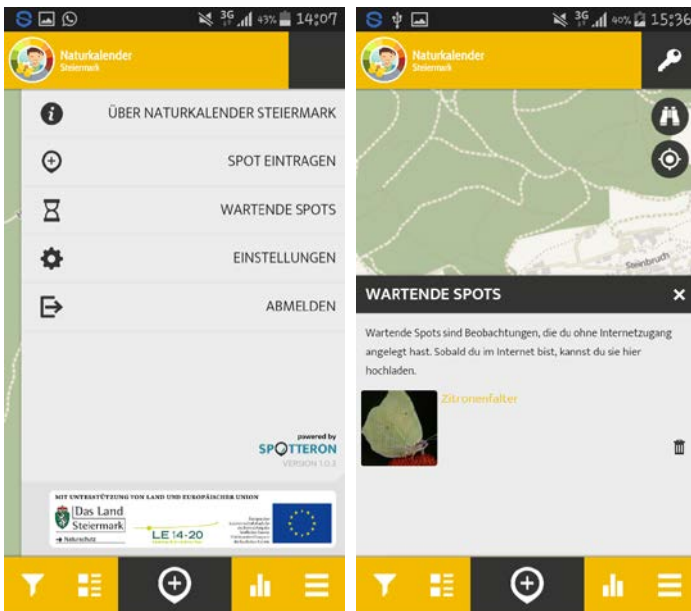 3G 43% 14:07
Naturkalender
Steiermark
ÜBER NATURKALENDER STEIERMARK
SPOT EINTRAGEN
WARTENDE SPOTS
EINSTELLUNGEN
ABMELDEN
powered by
SPOTTERON
VERSION 1.0.3
MIT UNTERSTÜTZUNG VON LAND UND EUROPÄISCHER UNION
Das Land
Steiermark
→ Naturschutz
LE 14-20
3G 40% 15:36
Naturkalender
Steiermark
Steinbruch
WARTENDE SPOTS
Wartende Spots sind Beobachtungen, die du ohne Internetzugang
angelegt hast. Sobald du im Internet bist, kannst du sie hier
hochladen.
Zitronenfalter